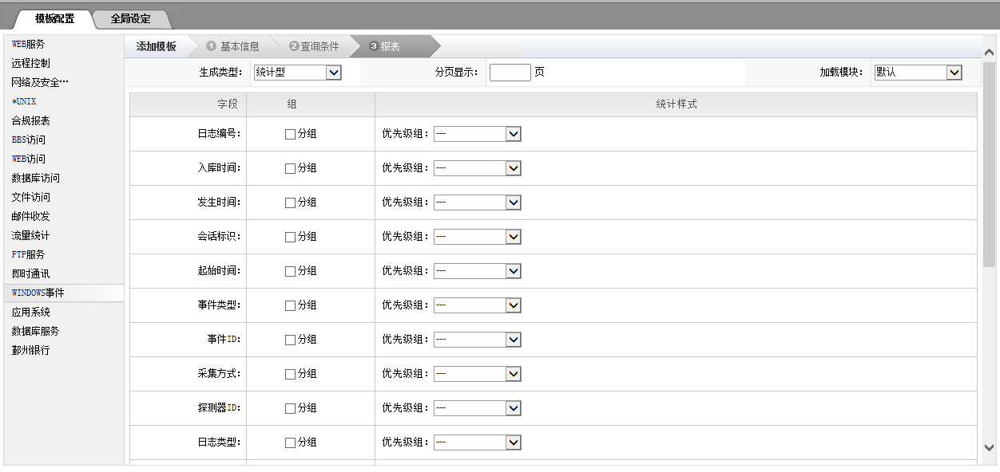 模板配置 全局设定
WEB服务
远程控制
网络及安全…
*UNIX
合规报表
BBS访问
WEB访问
数据库访问
文件访问
邮件收发
流量统计
FTP服务
即时通讯
WINDOWS事件
应用系统
数据库服务
鄞州银行
添加模板 1 基本信息 2 查询条件 3 报表
生成类型: 统计型 分页显示: 页 加载模块: 默认
字段 组 统计样式
日志编号: 分组 优先级组: ---
入库时间: 分组 优先级组: ---
发生时间: 分组 优先级组: ---
会话标识: 分组 优先级组: ---
起始时间: 分组 优先级组: ---
事件类型: 分组 优先级组: ---
事件ID: 分组 优先级组: ---
采集方式: 分组 优先级组: ---
探测器ID: 分组 优先级组: ---
日志类型: 分组 优先级组: ---